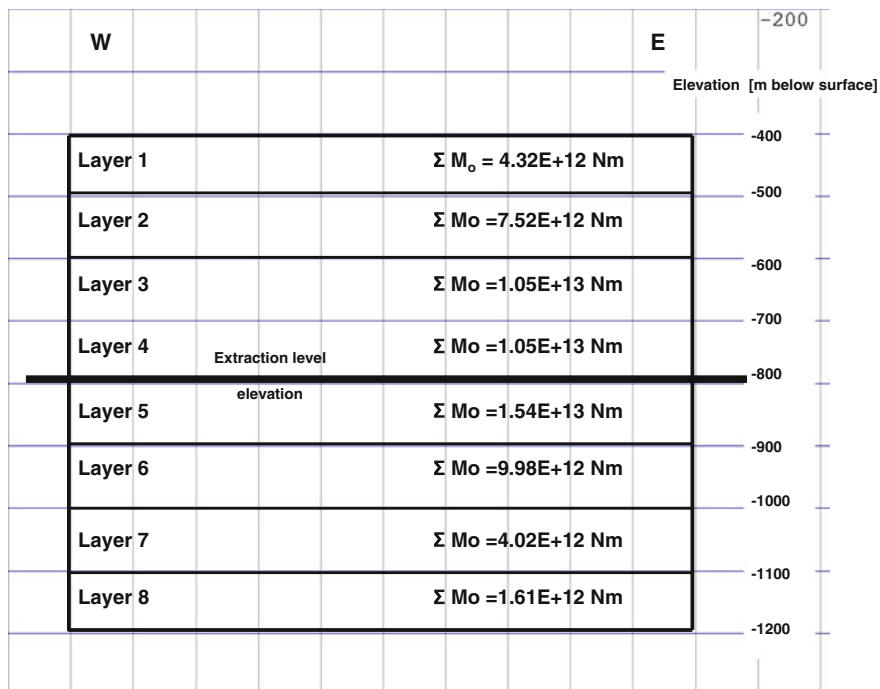 -200
W E
Elevation [m below surface]
-400
Layer 1 Σ Mo = 4.32E+12 Nm
-500
Layer 2 Σ Mo =7.52E+12 Nm
-600
Layer 3 Σ Mo =1.05E+13 Nm
-700
Layer 4 Σ Mo =1.05E+13 Nm
Extraction level
-800
elevation
Layer 5 Σ Mo =1.54E+13 Nm
-900
Layer 6 Σ Mo =9.98E+12 Nm
-1000
Layer 7 Σ Mo =4.02E+12 Nm
-1100
Layer 8 Σ Mo =1.61E+12 Nm
-1200